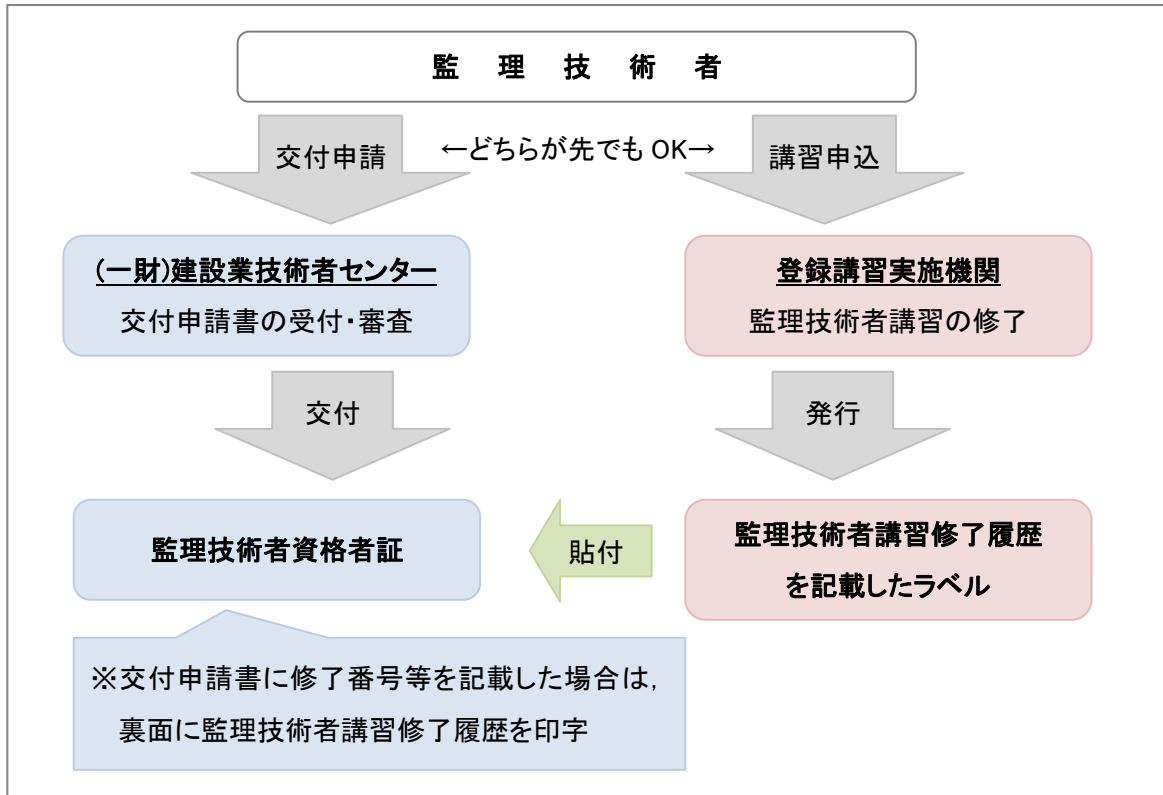 監理技術者
交付申請
←どちらが先でも OK→
講習申込
(一財)建設業技術者センター
交付申請書の受付・審査
登録講習実施機関
監理技術者講習の修了
交付
発行
監理技術者資格者証
貼付
監理技術者講習修了履歴
を記載したラベル
※交付申請書に修了番号等を記載した場合は,
裏面に監理技術者講習修了履歴を印字